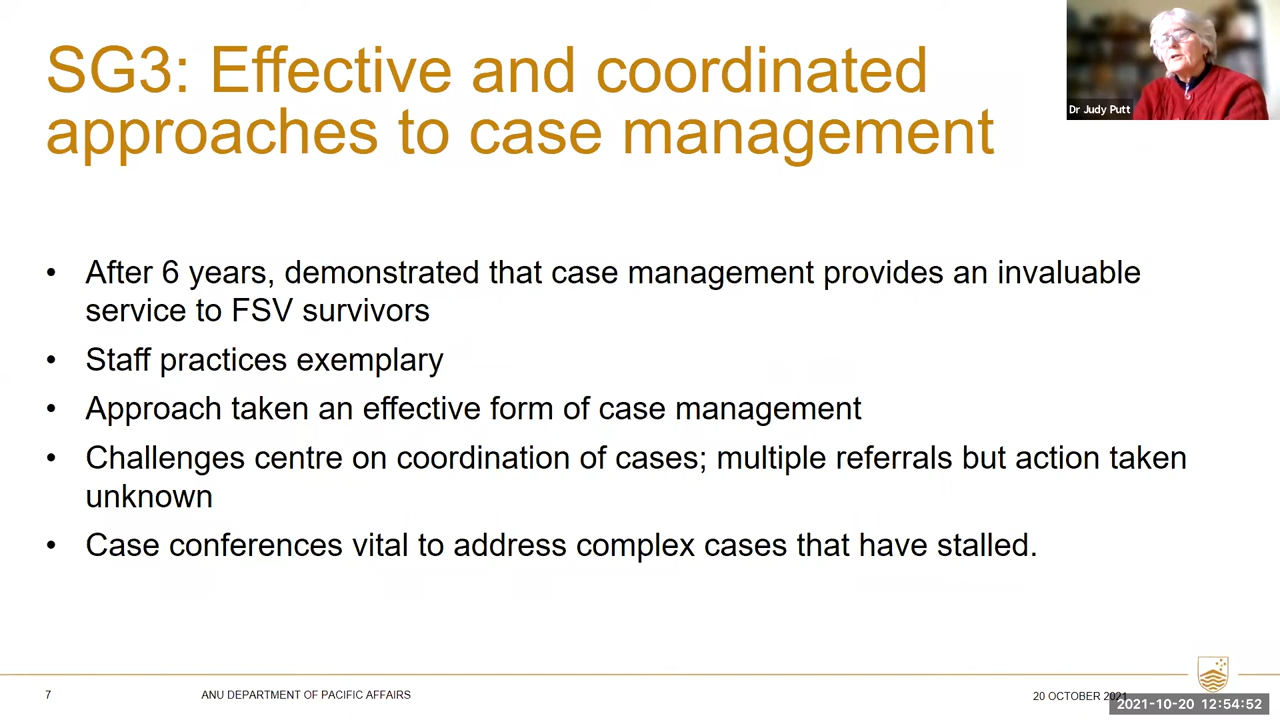 SG3: Effective and coordinated
approaches to case management
Dr Judy Putt
• After 6 years, demonstrated that case management provides an invaluable
service to FSV survivors
• Staff practices exemplary
• Approach taken an effective form of case management
• Challenges centre on coordination of cases; multiple referrals but action taken
unknown
• Case conferences vital to address complex cases that have stalled.
7 ANU DEPARTMENT OF PACIFIC AFFAIRS 20 OCTOBER 2021
2021-10-20 12:54:52